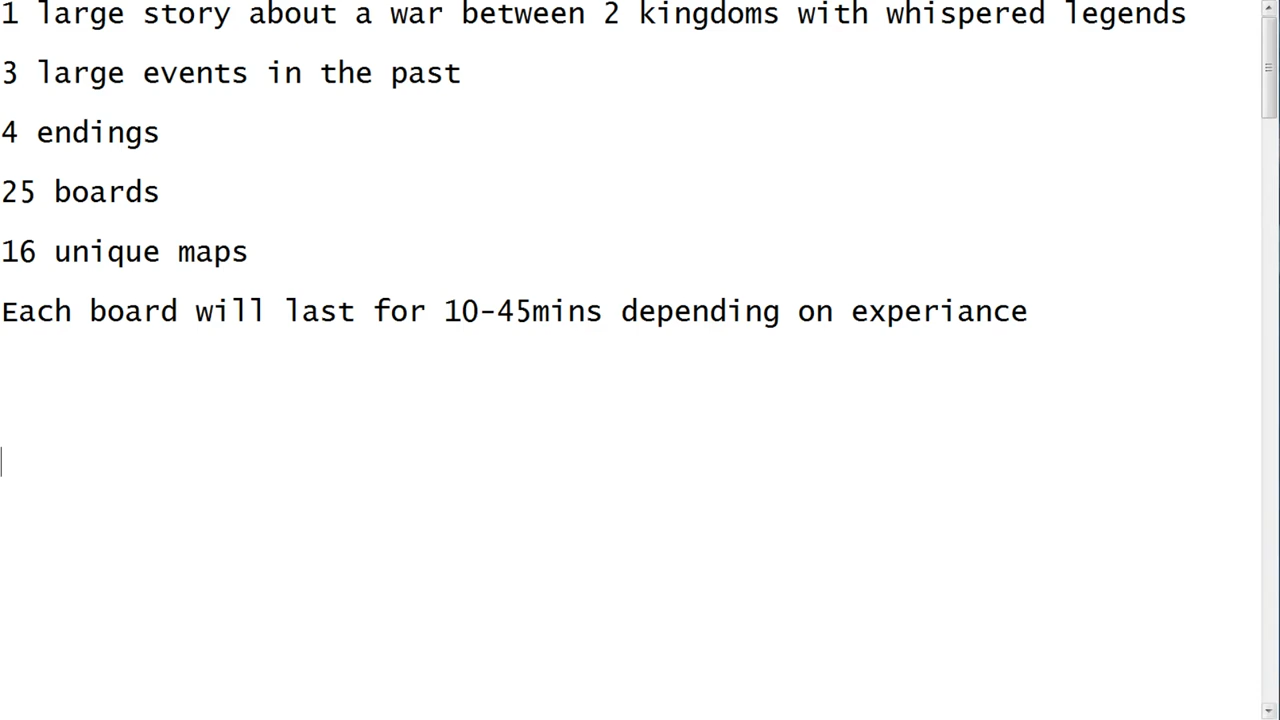 1 large story about a war between 2 kingdoms with whispered legends
3 large events in the past
4 endings
25 boards
16 unique maps
Each board will last for 10-45mins depending on experiance